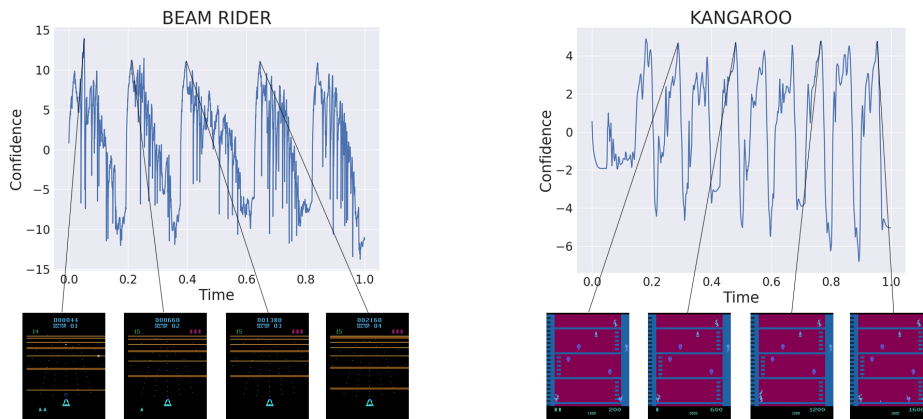 BEAM RIDER
15
10
5
0
−5
−10
−15
Confidence
0.0 0.2 0.4 0.6 0.8 1.0
Time
000044
SECTOR 01
14
000660
SECTOR 02
15
001380
SECTOR 03
15
002160
SECTOR 04
15
KANGAROO
4
2
0
−2
−4
−6
Confidence
0.0 0.2 0.4 0.6 0.8 1.0
Time
200
600
1200
1600